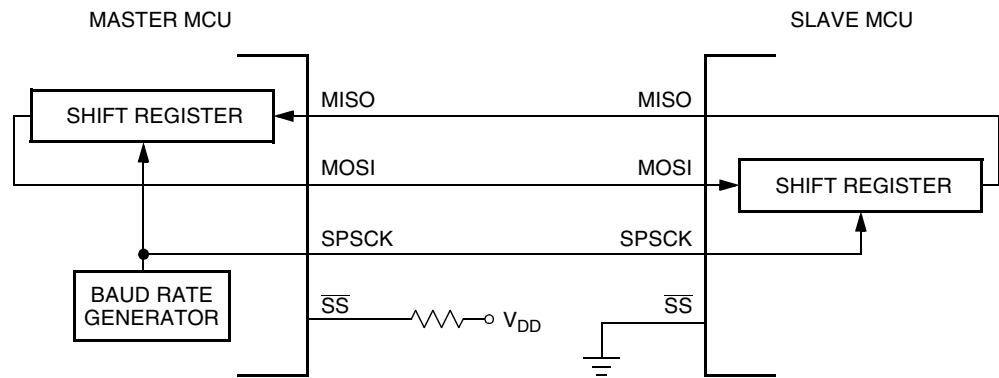 MASTER MCU
SLAVE MCU
SHIFT REGISTER
MISO
MISO
MOSI
MOSI
SHIFT REGISTER
SPSCK
SPSCK
BAUD RATE
GENERATOR
SS
VDD
SS